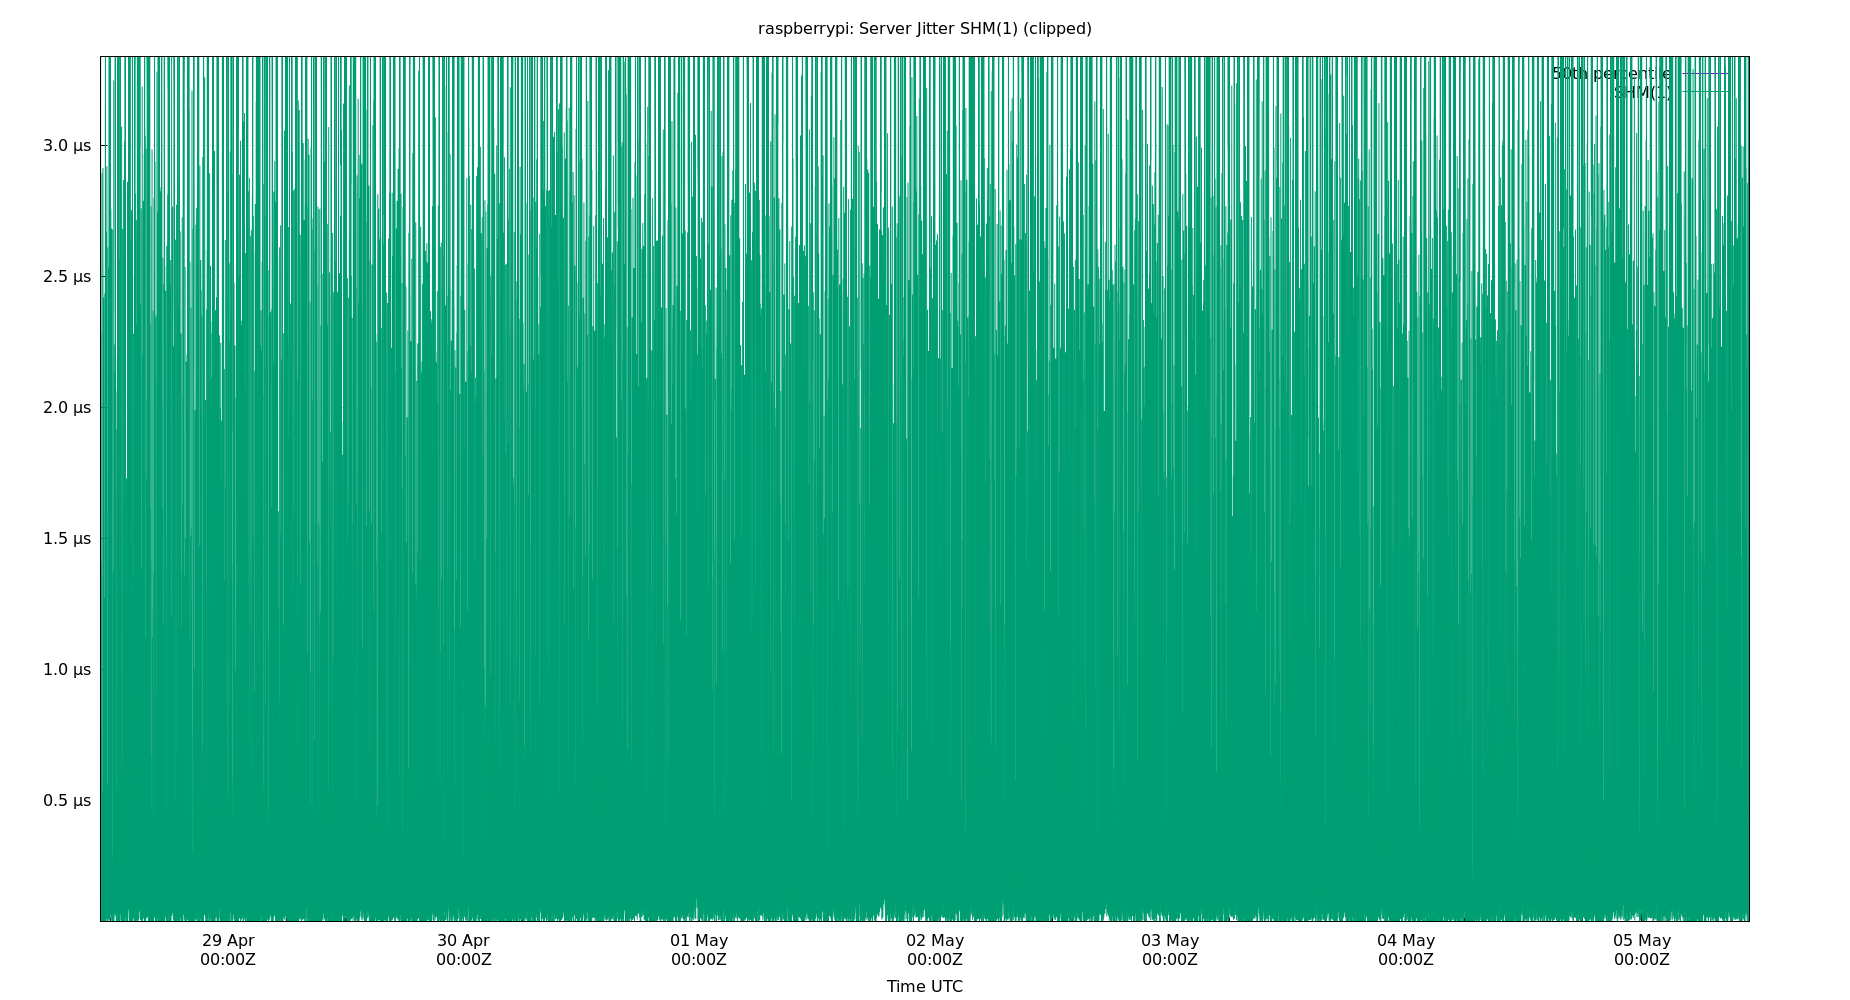 raspberrypi: Server Jitter SHM(1) (clipped)
50th percentile
SHM(1)
3.0 µs
2.5 µs
2.0 µs
1.5 µs
1.0 µs
0.5 µs
29 Apr 30 Apr 01 May 02 May 03 May 04 May 05 May
00:00Z 00:00Z 00:00Z 00:00Z 00:00Z 00:00Z 00:00Z
Time UTC